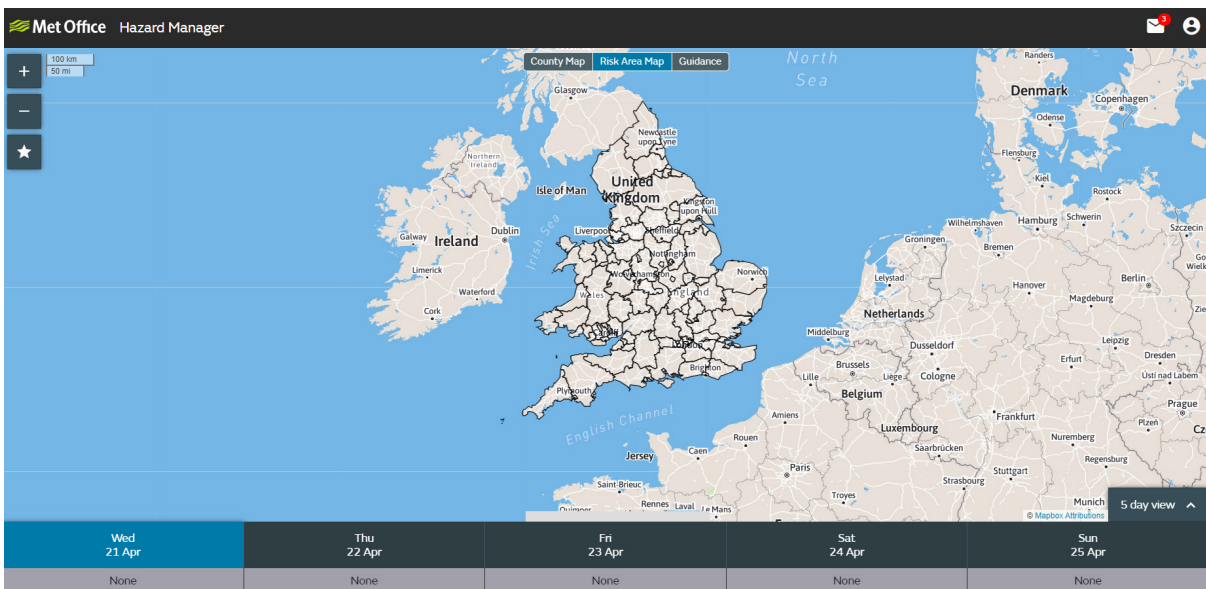 Met Office Hazard Manager
3
+
100 km
50 mi
−
County Map Risk Area Map Guidance
North
Sea
Glasgow
Newcastle
upon Tyne
Northern
Ireland
Isle of Man
United
Kingdom
Kingston
upon Hull
Irish Sea
Dublin
Galway
Ireland
Liverpool
Sheffield
Nottingham
Limerick
Wolverhampton
Norwich
Waterford
Wales
England
Cork
London
Brighton
Plymouth
English Channel
Jersey
Saint-Brieuc
Quimper
Rennes
Laval
Le Mans
Caen
Rouen
Amiens
Paris
Troyes
Randers
Denmark
Copenhagen
Odense
Flensburg
Kiel
Rostock
Wilhelmshaven
Hamburg
Schwerin
Szczecin
Groningen
Bremen
Lelystad
Hanover
Berlin
Magdeburg
Netherlands
Middelburg
Dusseldorf
Leipzig
Brussels
Erfurt
Dresden
Lille
Liège
Cologne
Ústí nad Labem
Belgium
Prague
Frankfurt
Plzeň
Cz
Luxembourg
Nuremberg
Saarbrücken
Regensburg
Stuttgart
Strasbourg
Munich
© Mapbox Attributions
5 day view
Wed
21 Apr
Thu
22 Apr
Fri
23 Apr
Sat
24 Apr
Sun
25 Apr
None None None None None